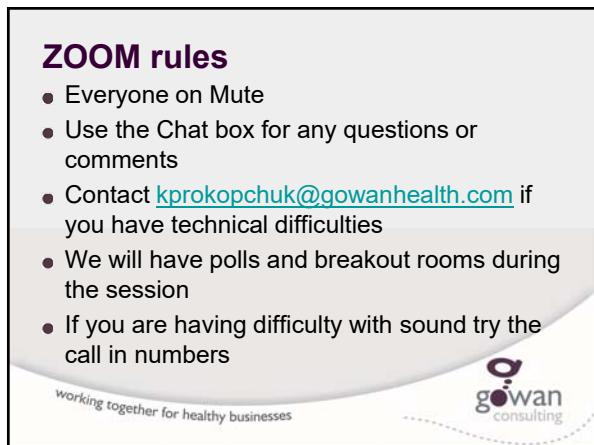 ZOOM rules
Everyone on Mute
Use the Chat box for any questions or
comments
Contact kprokopchuk@gowanhealth.com if
you have technical difficulties
We will have polls and breakout rooms during
the session
If you are having difficulty with sound try the
call in numbers
working together for healthy businesses
gowan
consulting